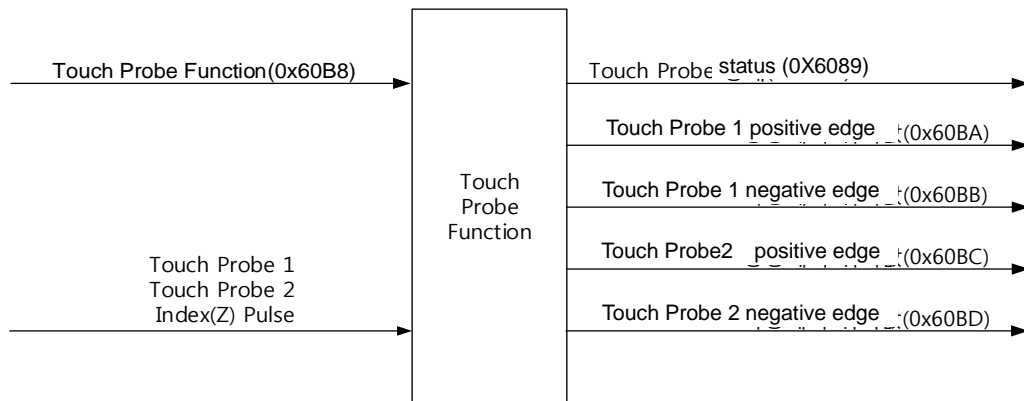 Touch Probe Function(0x60B8)
Touch Probe 1
Touch Probe 2
Index(Z) Pulse
Touch
Probe
Function
Touch Probe status (0X6089)
Touch Probe 1 positive edge (0x60BA)
Touch Probe 1 negative edge (0x60BB)
Touch Probe2 positive edge (0x60BC)
Touch Probe 2 negative edge (0x60BD)